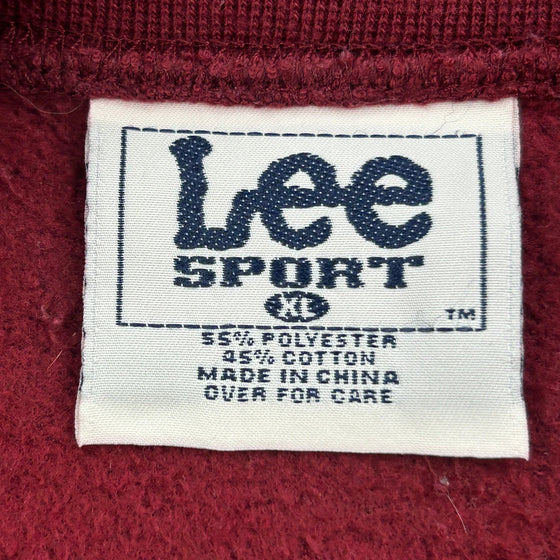 Lee
SPORT
XL
TM
55% POLYESTER
45% COTTON
MADE IN CHINA
OVER FOR CARE